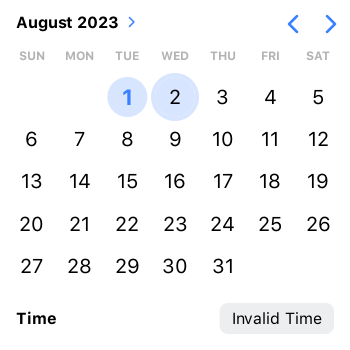 August 2023
SUN MON TUE WED THU FRI SAT
1 2 3 4 5
6 7 8 9 10 11 12
13 14 15 16 17 18 19
20 21 22 23 24 25 26
27 28 29 30 31
Time Invalid Time